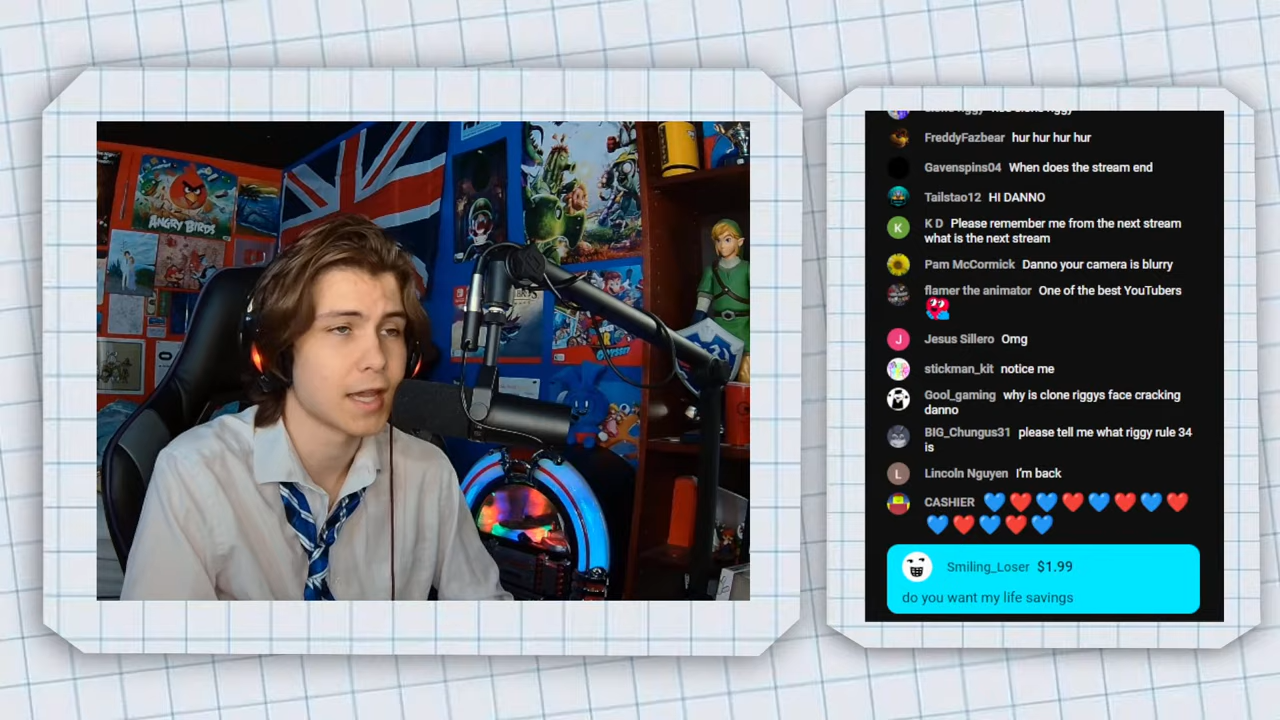 ANGRY BIRDS
ODYSSEY
FreddyFazbear hur hur hur hur
Gavenspins04 When does the stream end
Tailstao12 HI DANNO
K
K D Please remember me from the next stream
what is the next stream
Pam McCormick Danno your camera is blurry
flamer the animator One of the best YouTubers
J
Jesus Sillero Omg
stickman_kit notice me
Gool_gaming why is clone riggys face cracking
danno
BIG_Chungus31 please tell me what riggy rule 34
is
L
Lincoln Nguyen I'm back
CASHIER 💙❤️💙❤️💙❤️💙❤️
💙❤️💙❤️💙
Smiling_Loser $1.99
do you want my life savings